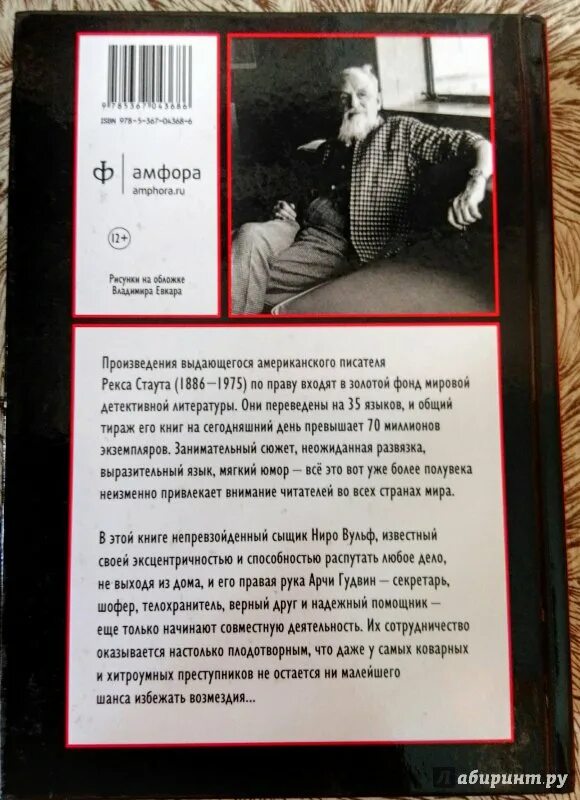 9 785367 043686
ISBN 978-5-367-04368-6
ф амфора
amphora.ru
12+
Рисунки на обложке
Владимира Евкара
Произведения выдающегося американского писателя
Рекса Стаута (1886—1975) по праву входят в золотой фонд мировой
детективной литературы. Они переведены на 35 языков, и общий
тираж его книг на сегодняшний день превышает 70 миллионов
экземпляров. Занимательный сюжет, неожиданная развязка,
выразительный язык, мягкий юмор — всё это вот уже более полувека
неизменно привлекает внимание читателей во всех странах мира.
В этой книге непревзойденный сыщик Ниро Вульф, известный
своей эксцентричностью и способностью распутать любое дело,
не выходя из дома, и его правая рука Арчи Гудвин — секретарь,
шофер, телохранитель, верный друг и надежный помощник —
еще только начинают совместную деятельность. Их сотрудничество
оказывается настолько плодотворным, что даже у самых коварных
и хитроумных преступников не остается ни малейшего
шанса избежать возмездия...
Лабиринт.ру